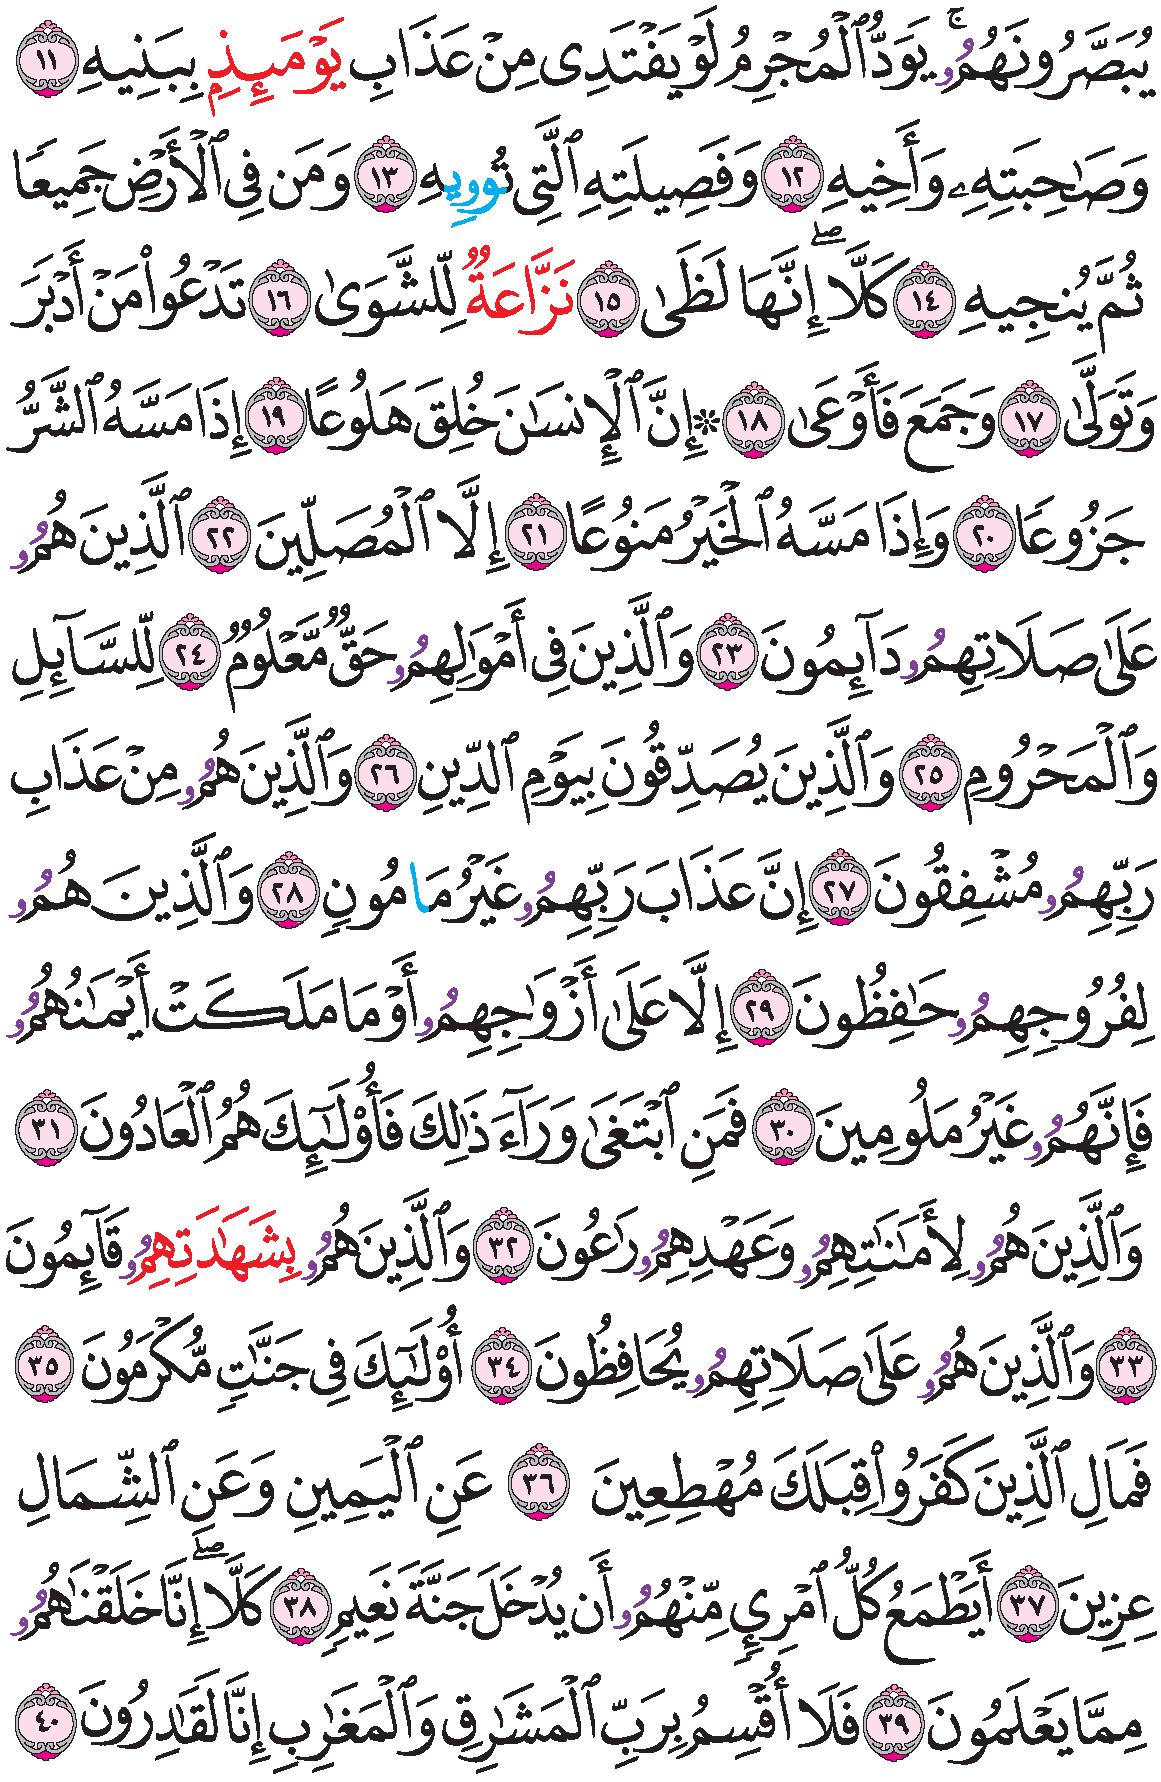 يُبَصَّرُونَهُمُۥۚ يَوَدُّ ٱلْمُجْرِمُ لَوْ يَفْتَدِى مِنْ عَذَابِ يَوْمِئِذِۭ بِبَنِيهِ ١١
وَصَٰحِبَتِهِۦ وَأَخِيهِ ١٢ وَفَصِيلَتِهِ ٱلَّتِى تُووِيهِ ١٣ وَمَن فِى ٱلْأَرْضِ جَمِيعًا
ثُمَّ يُنجِيهِ ١٤ كَلَّاۖ إِنَّهَا لَظَىٰ ١٥ نَزَّاعَةٌ لِّلشَّوَىٰ ١٦ تَدْعُوا۟ مَنْ أَدْبَرَ
وَتَوَلَّىٰ ١٧ وَجَمَعَ فَأَوْعَىٰ ١٨ ۞إِنَّ ٱلْإِنسَٰنَ خُلِقَ هَلُوعًا ١٩ إِذَا مَسَّهُ ٱلشَّرُّ
جَزُوعًا ٢٠ وَإِذَا مَسَّهُ ٱلْخَيْرُ مَنُوعًا ٢١ إِلَّا ٱلْمُصَلِّينَ ٢٢ ٱلَّذِينَ هُمُۥ
عَلَىٰ صَلَاتِهِمُۥ دَآئِمُونَ ٢٣ وَٱلَّذِينَ فِى أَمْوَٰلِهِمُۥ حَقٌّ مَّعْلُومٌ ٢٤ لِّلسَّآئِلِ
وَٱلْمَحْرُومِ ٢٥ وَٱلَّذِينَ يُصَدِّقُونَ بِيَوْمِ ٱلدِّينِ ٢٦ وَٱلَّذِينَ هُمُۥ مِنْ عَذَابِ
رَبِّهِمُۥ مُشْفِقُونَ ٢٧ إِنَّ عَذَابَ رَبِّهِمُۥ غَيْرُ مَامُونٍ ٢٨ وَٱلَّذِينَ هُمُۥ
لِفُرُوجِهِمُۥ حَٰفِظُونَ ٢٩ إِلَّا عَلَىٰ أَزْوَٰجِهِمُۥ أَوْ مَا مَلَكَتْ أَيْمَٰنُهُمُۥ
فَإِنَّهُمُۥ غَيْرُ مَلُومِينَ ٣٠ فَمَنِ ٱبْتَغَىٰ وَرَآءَ ذَٰلِكَ فَأُو۟لَٰٓئِكَ هُمُ ٱلْعَادُونَ ٣١
وَٱلَّذِينَ هُمُۥ لِأَمَٰنَٰتِهِمُۥ وَعَهْدِهِمُۥ رَٰعُونَ ٣٢ وَٱلَّذِينَ هُمُۥ بِشَهَٰدَتِهِمُۥ قَآئِمُونَ
٣٣ وَٱلَّذِينَ هُمُۥ عَلَىٰ صَلَاتِهِمُۥ يُحَافِظُونَ ٣٤ أُو۟لَٰٓئِكَ فِى جَنَّٰتٍ مُّكْرَمُونَ ٣٥
فَمَالِ ٱلَّذِينَ كَفَرُوا۟ قِبَلَكَ مُهْطِعِينَ ٣٦ عَنِ ٱلْيَمِينِ وَعَنِ ٱلشِّمَالِ
عِزِينَ ٣٧ أَيَطْمَعُ كُلُّ ٱمْرِئٍ مِّنْهُمُۥ أَن يُدْخَلَ جَنَّةَ نَعِيمٍ ٣٨ كَلَّاۖ إِنَّا خَلَقْنَٰهُمُۥ
مِمَّا يَعْلَمُونَ ٣٩ فَلَا أُقْسِمُ بِرَبِّ ٱلْمَشَٰرِقِ وَٱلْمَغَٰرِبِ إِنَّا لَقَٰدِرُونَ ٤٠